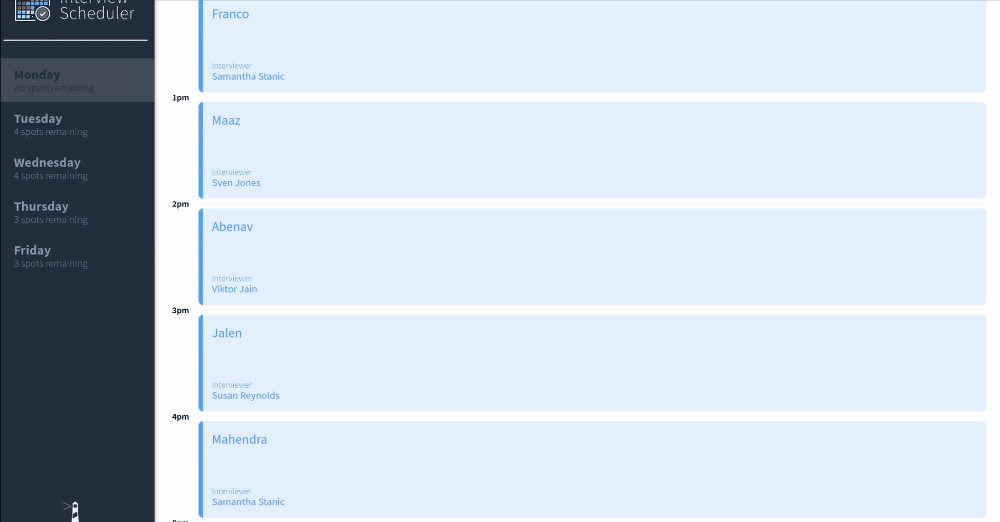 Interview
Scheduler
Monday
no spots remaining
Tuesday
4 spots remaining
Wednesday
4 spots remaining
Thursday
3 spots remaining
Friday
3 spots remaining
Franco
Interviewer
Samantha Stanic
1pm
Maaz
Interviewer
Sven Jones
2pm
Abenav
Interviewer
Viktor Jain
3pm
Jalen
Interviewer
Susan Reynolds
4pm
Mahendra
Interviewer
Samantha Stanic
5pm